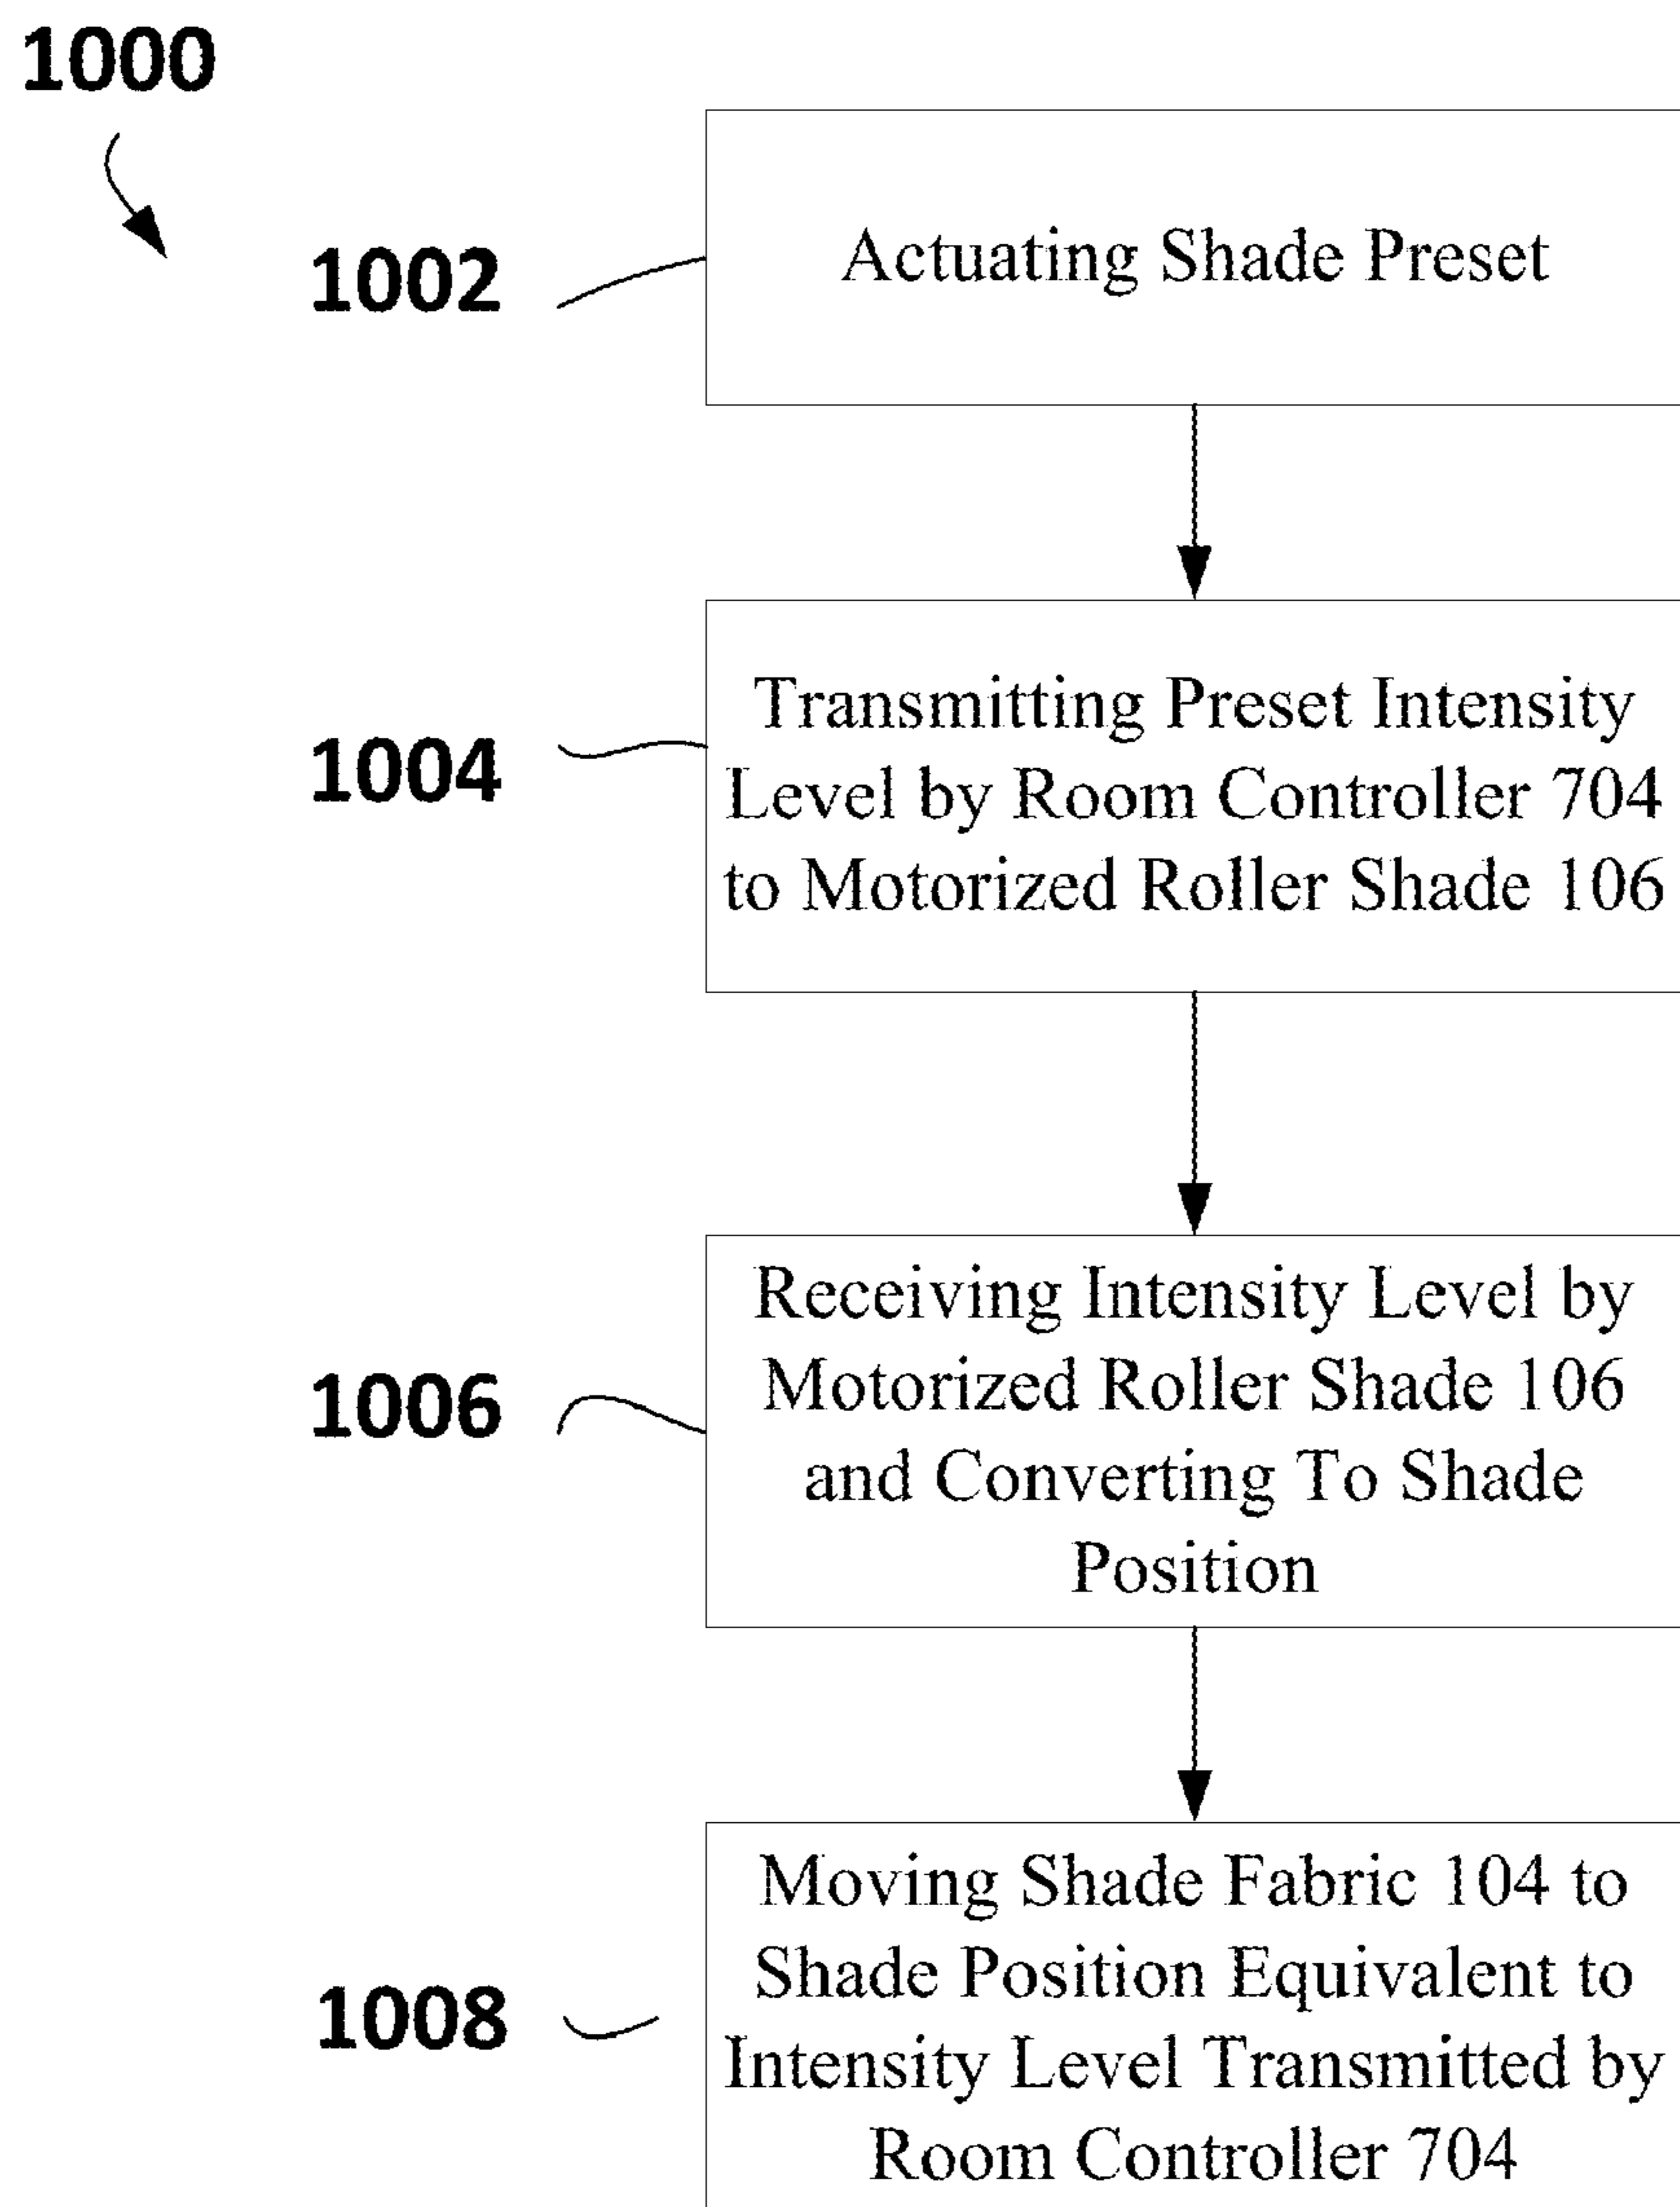 1000
1002
Actuating Shade Preset
1004
Transmitting Preset Intensity
Level by Room Controller 704
to Motorized Roller Shade 106
1006
Receiving Intensity Level by
Motorized Roller Shade 106
and Converting To Shade
Position
1008
Moving Shade Fabric 104 to
Shade Position Equivalent to
Intensity Level Transmitted by
Room Controller 704